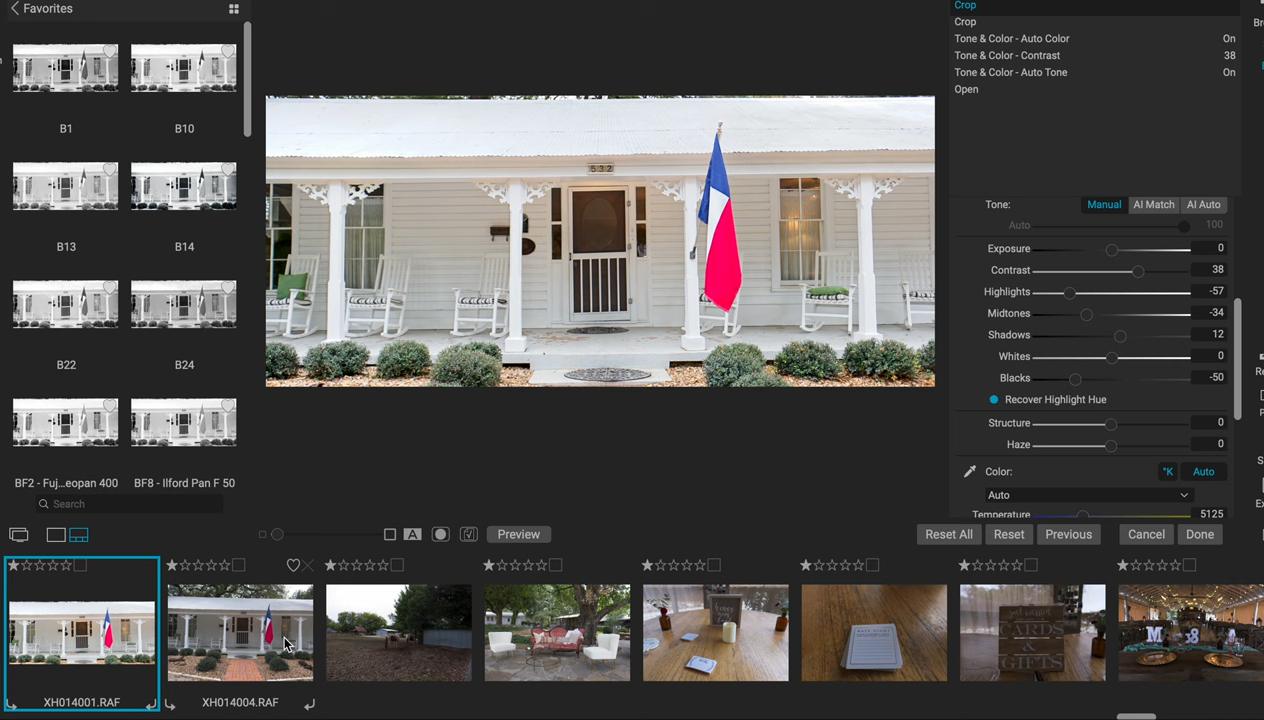 Favorites
B1
B10
B13
B14
B22
B24
BF2 - Fuj...eopan 400
BF8 - Ilford Pan F 50
Search
532
Crop
Crop
Tone & Color - Auto Color On
Tone & Color - Contrast 38
Tone & Color - Auto Tone On
Open
Tone: Manual AI Match AI Auto
Auto 100
Exposure 0
Contrast 38
Highlights -57
Midtones -34
Shadows 12
Whites 0
Blacks -50
Recover Highlight Hue
Structure 0
Haze 0
Color: °K Auto
Auto
Temperature 5125
A
Preview
Reset All
Reset
Previous
Cancel
Done
CARDS
&
GIFTS
M & A
XH014001.RAF
XH014004.RAF